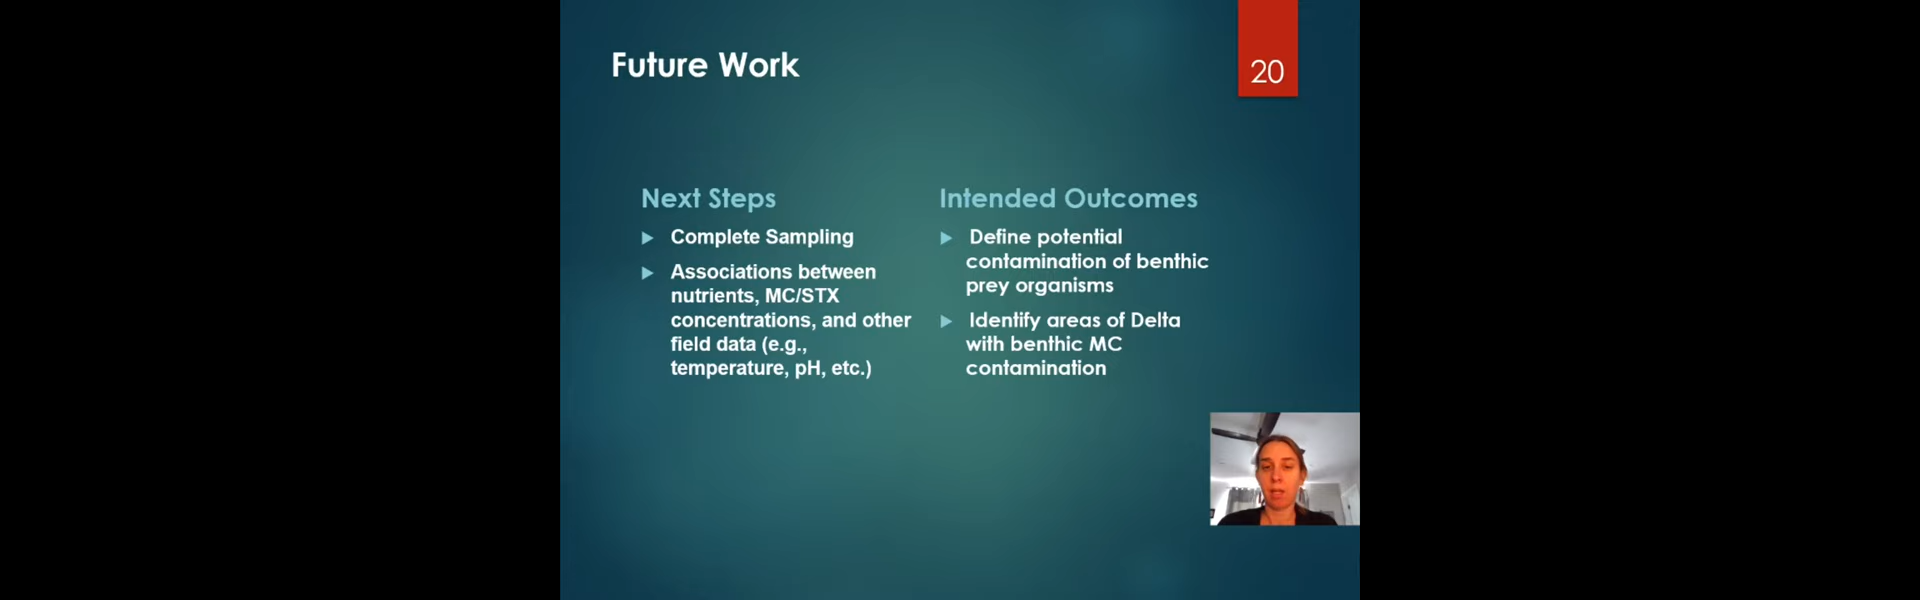 Future Work
20
Next Steps
Complete Sampling
Associations between
nutrients, MC/STX
concentrations, and other
field data (e.g.,
temperature, pH, etc.)
Intended Outcomes
Define potential
contamination of benthic
prey organisms
Identify areas of Delta
with benthic MC
contamination